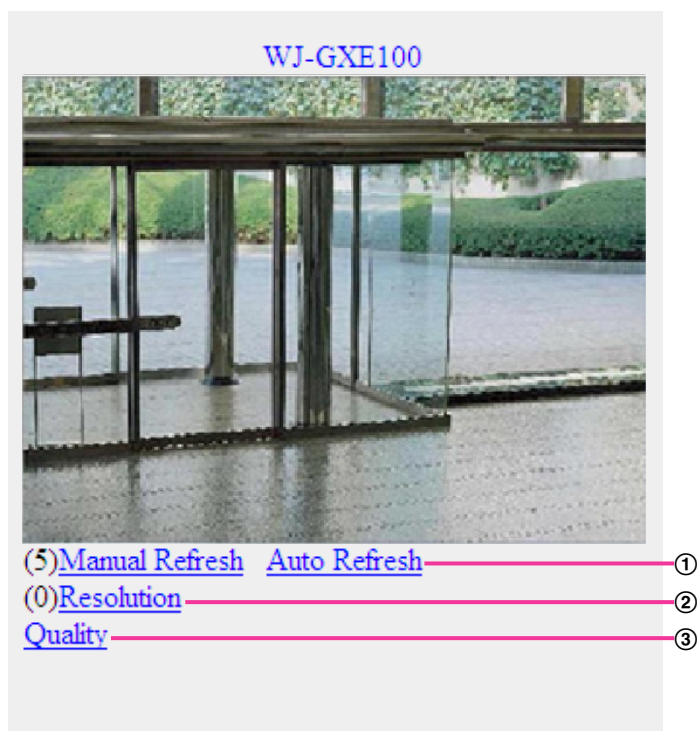 WJ-GXE100
(5)Manual Refresh Auto Refresh ①
(0)Resolution ②
Quality ③